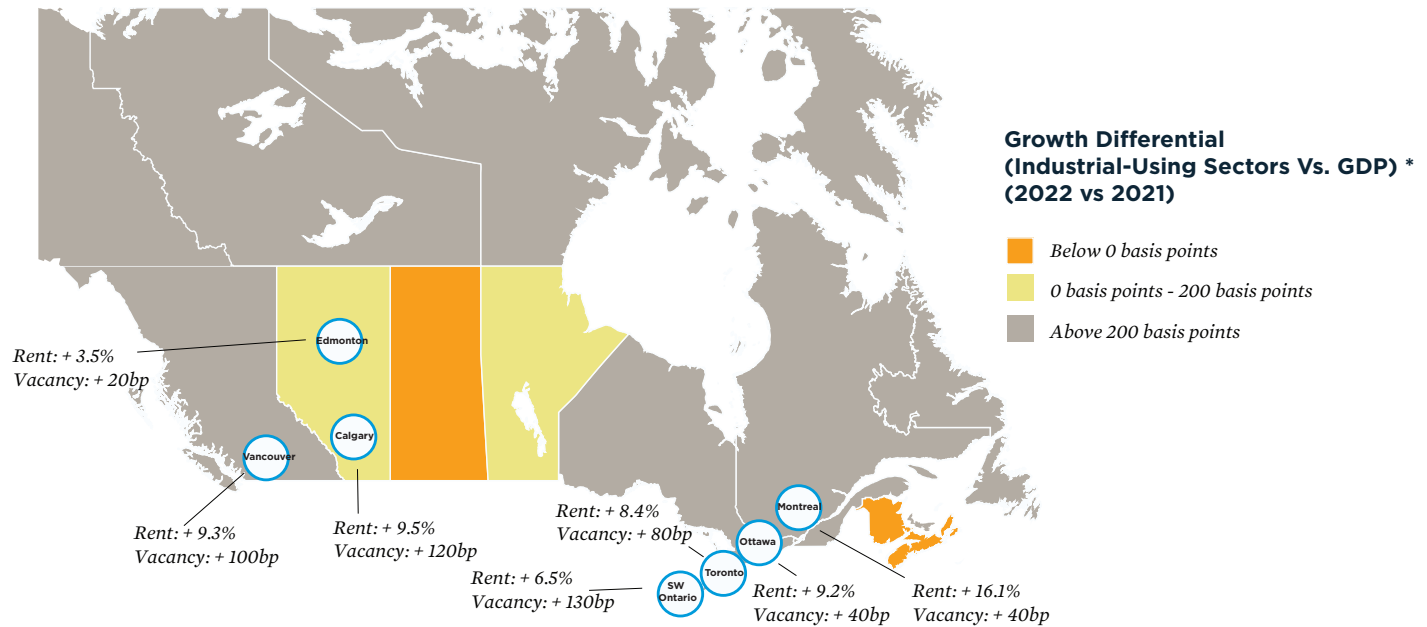 Growth Differential
(Industrial-Using Sectors Vs. GDP) *
(2022 vs 2021)
Below 0 basis points
0 basis points - 200 basis points
Above 200 basis points
Edmonton
Rent: + 3.5%
Vacancy: + 20bp
Calgary
Vancouver
Rent: + 9.3%
Vacancy: + 100bp
Rent: + 9.5%
Vacancy: + 120bp
Montreal
Rent: + 8.4%
Vacancy: + 80bp
Ottawa
Toronto
Rent: + 6.5%
Vacancy: + 130bp
SW
Ontario
Rent: + 9.2%
Vacancy: + 40bp
Rent: + 16.1%
Vacancy: + 40bp